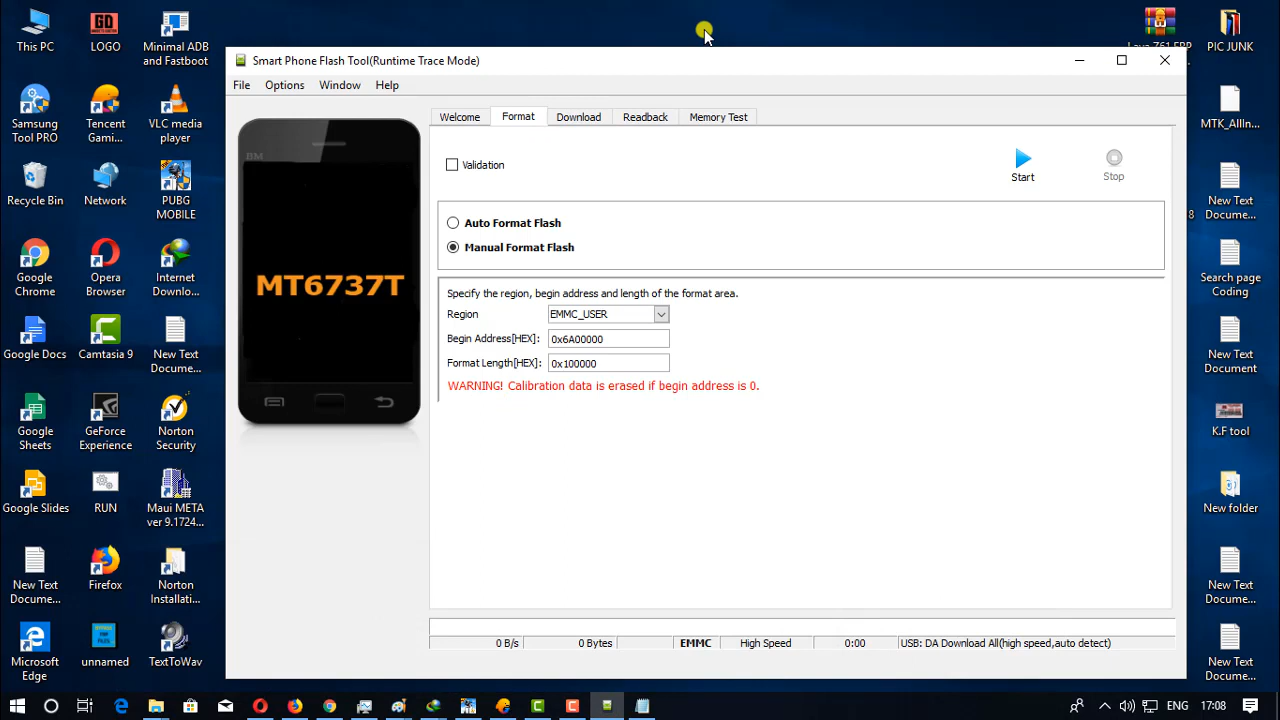 This PC
LOGO
Minimal ADB
and Fastboot
Samsung
Tool PRO
Tencent
Gami...
VLC media
player
Recycle Bin
Network
PUBG
MOBILE
Google
Chrome
Opera
Browser
Internet
Downlo...
Google Docs
Camtasia 9
New Text
Docume...
Google
Sheets
GeForce
Experience
Norton
Security
Google Slides
RUN
Maui META
ver 9.1724...
New Text
Docume...
Firefox
Norton
Installati...
Microsoft
Edge
unnamed
TextToWav
Smart Phone Flash Tool(Runtime Trace Mode)
File
Options
Window
Help
BM
MT6737T
Welcome
Format
Download
Readback
Memory Test
Validation
Start
Stop
Auto Format Flash
Manual Format Flash
Specify the region, begin address and length of the format area.
Region
EMMC_USER
Begin Address[HEX]:
0x6A00000
Format Length[HEX]:
0x100000
WARNING! Calibration data is erased if begin address is 0.
0 B/s
0 Bytes
EMMC
High Speed
0:00
USB: DA Download All(high speed,auto detect)
PIC JUNK
MTK_AllIn...
New Text
Docume...
8
Search page
Coding
New Text
Document
K.F tool
New folder
New Text
Docume...
New Text
Docume...
ENG
17:08